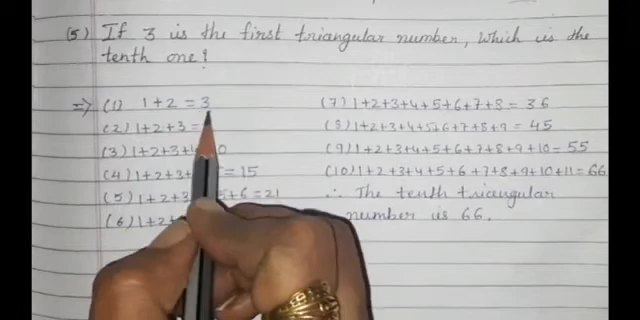 (5) If 3 is the first triangular number, which is the
tenth one?
⇒ (1) 1+2 = 3
(2) 1+2+3 =
(3) 1+2+3+ 0
(4) 1+2+3+ = 15
(5) 1+2+3 5+6 = 21
(6) 1+2+
(7) 1+2+3+4+5+6+7+8 = 36
(8) 1+2+3+4+5+6+7+8+9 = 45
(9) 1+2+3+4+5+6+7+8+9+10 = 55
(10) 1+2+3+4+5+6+7+8+9+10+11 = 66
∴ The tenth triangular
number is 66.